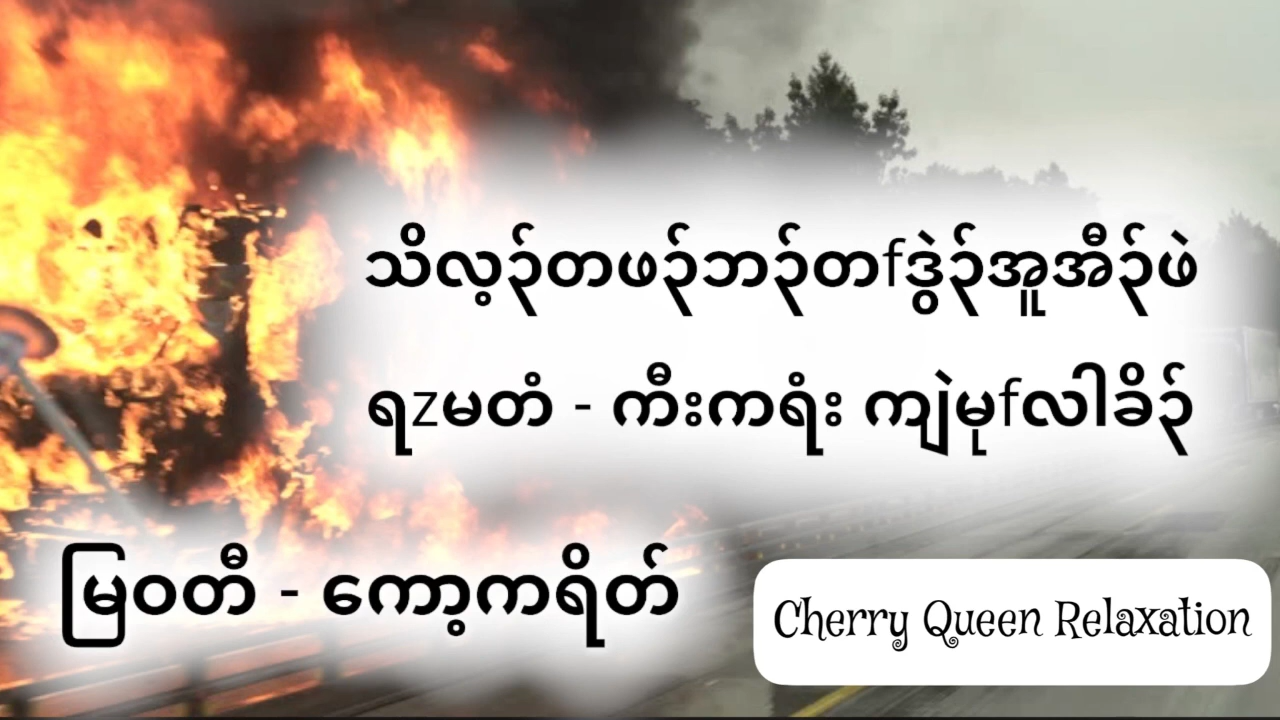 သိလ့ၣ်တဖၣ်ဘၣ်တfဒွဲၣ်အူအီၣ်ဖဲ
ရzမတံ - ကီးကရံး ကျဲမုfလါခိၣ်
မြဝတီ - ကော့ကရိတ်
Cherry Queen Relaxation